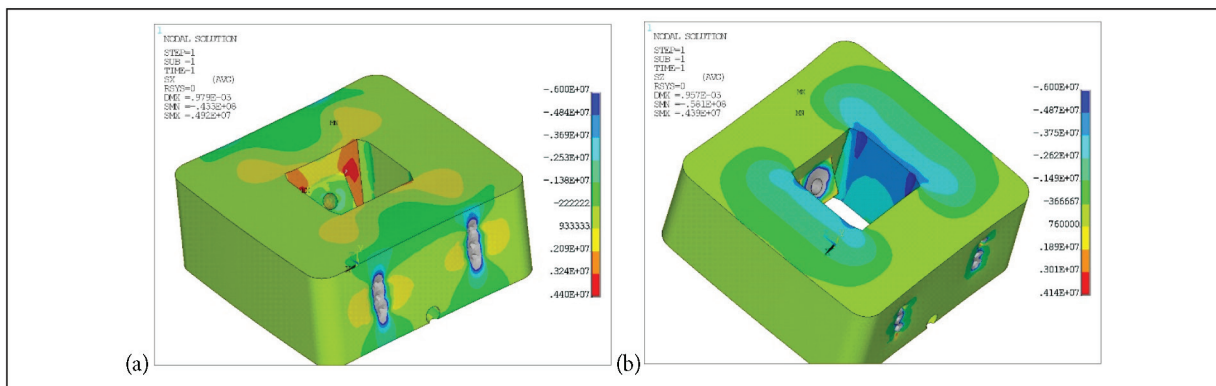 1
NODAL SOLUTION
STEP=1
SUB =1
TIME=1
SX (AVG)
RSYS=0
DMX =.979E-03
SMN =-.433E+08
SMX =.492E+07
MN
-.600E+07
-.484E+07
-.369E+07
-.253E+07
-.138E+07
-222222
933333
.209E+07
.324E+07
.440E+07
(a)
1
NODAL SOLUTION
STEP=1
SUB =1
TIME=1
SZ (AVG)
RSYS=0
DMX =.957E-03
SMN =-.561E+08
SMX =.439E+07
-.600E+07
-.487E+07
-.375E+07
-.262E+07
-.149E+07
-366667
760000
.189E+07
.301E+07
.414E+07
(b)